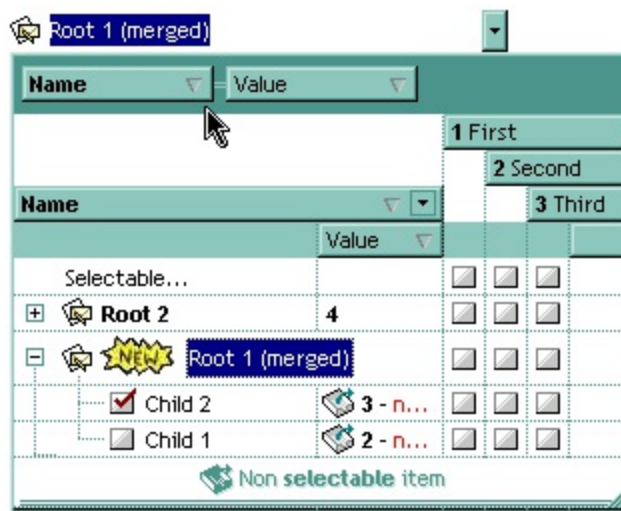 Root 1 (merged)
Name Value
1 First
2 Second
Name 3 Third
Value
Selectable...
Root 2 4
NEW Root 1 (merged)
Child 2 3 - n...
Child 1 2 - n...
Non selectable item